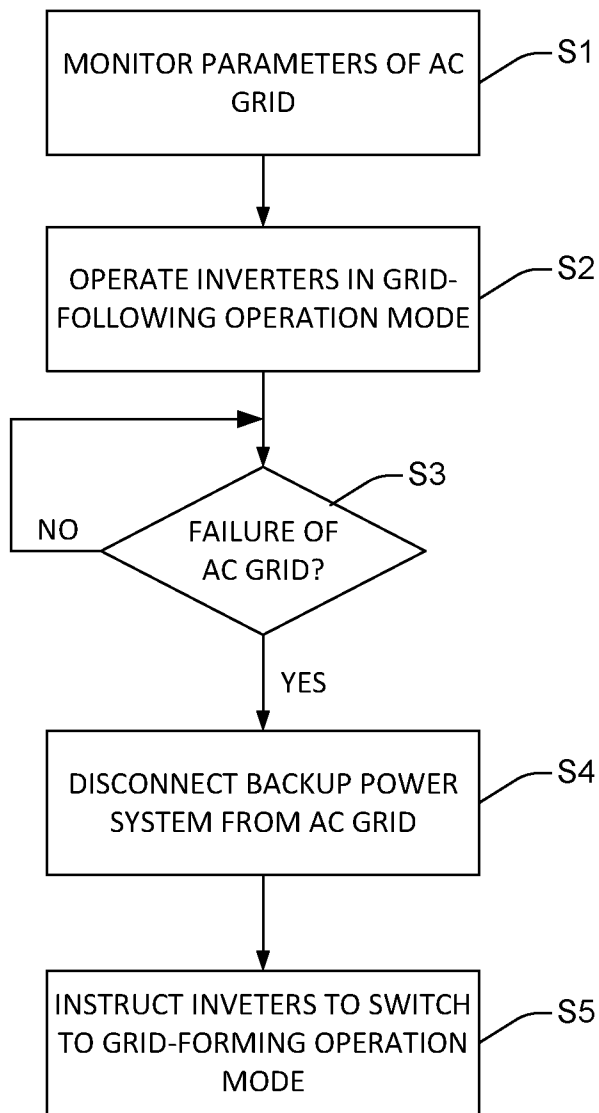 MONITOR PARAMETERS OF AC
GRID
S1
OPERATE INVERTERS IN GRID-
FOLLOWING OPERATION MODE
S2
S3
NO
FAILURE OF
AC GRID?
YES
DISCONNECT BACKUP POWER
SYSTEM FROM AC GRID
S4
INSTRUCT INVETERS TO SWITCH
TO GRID-FORMING OPERATION
MODE
S5